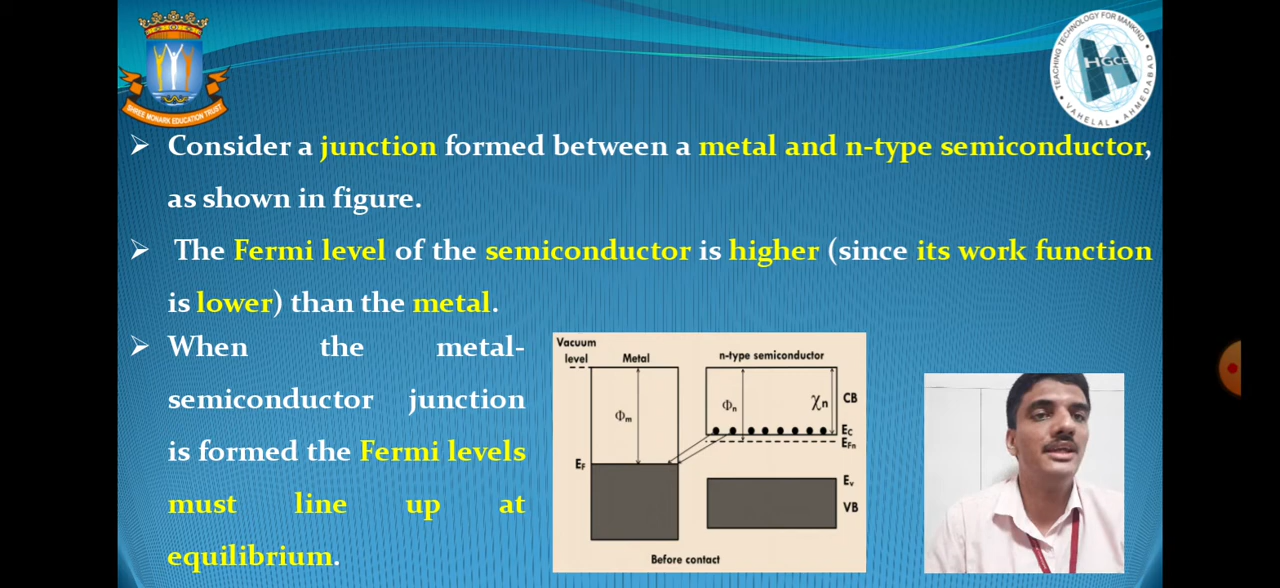 SHREE MONARK EDUCATION TRUST
TEACHING TECHNOLOGY FOR MANKIND
HGCE
• VAHELAL • AHMEDABAD •
➢ Consider a junction formed between a metal and n-type semiconductor,
as shown in figure.
➢ The Fermi level of the semiconductor is higher (since its work function
is lower) than the metal.
➢ When the metal-
semiconductor junction
is formed the Fermi levels
must line up at
equilibrium.
Vacuum
level
Metal
n-type semiconductor
Φm
Φn
χn
CB
EC
EFn
EF
Ev
VB
Before contact